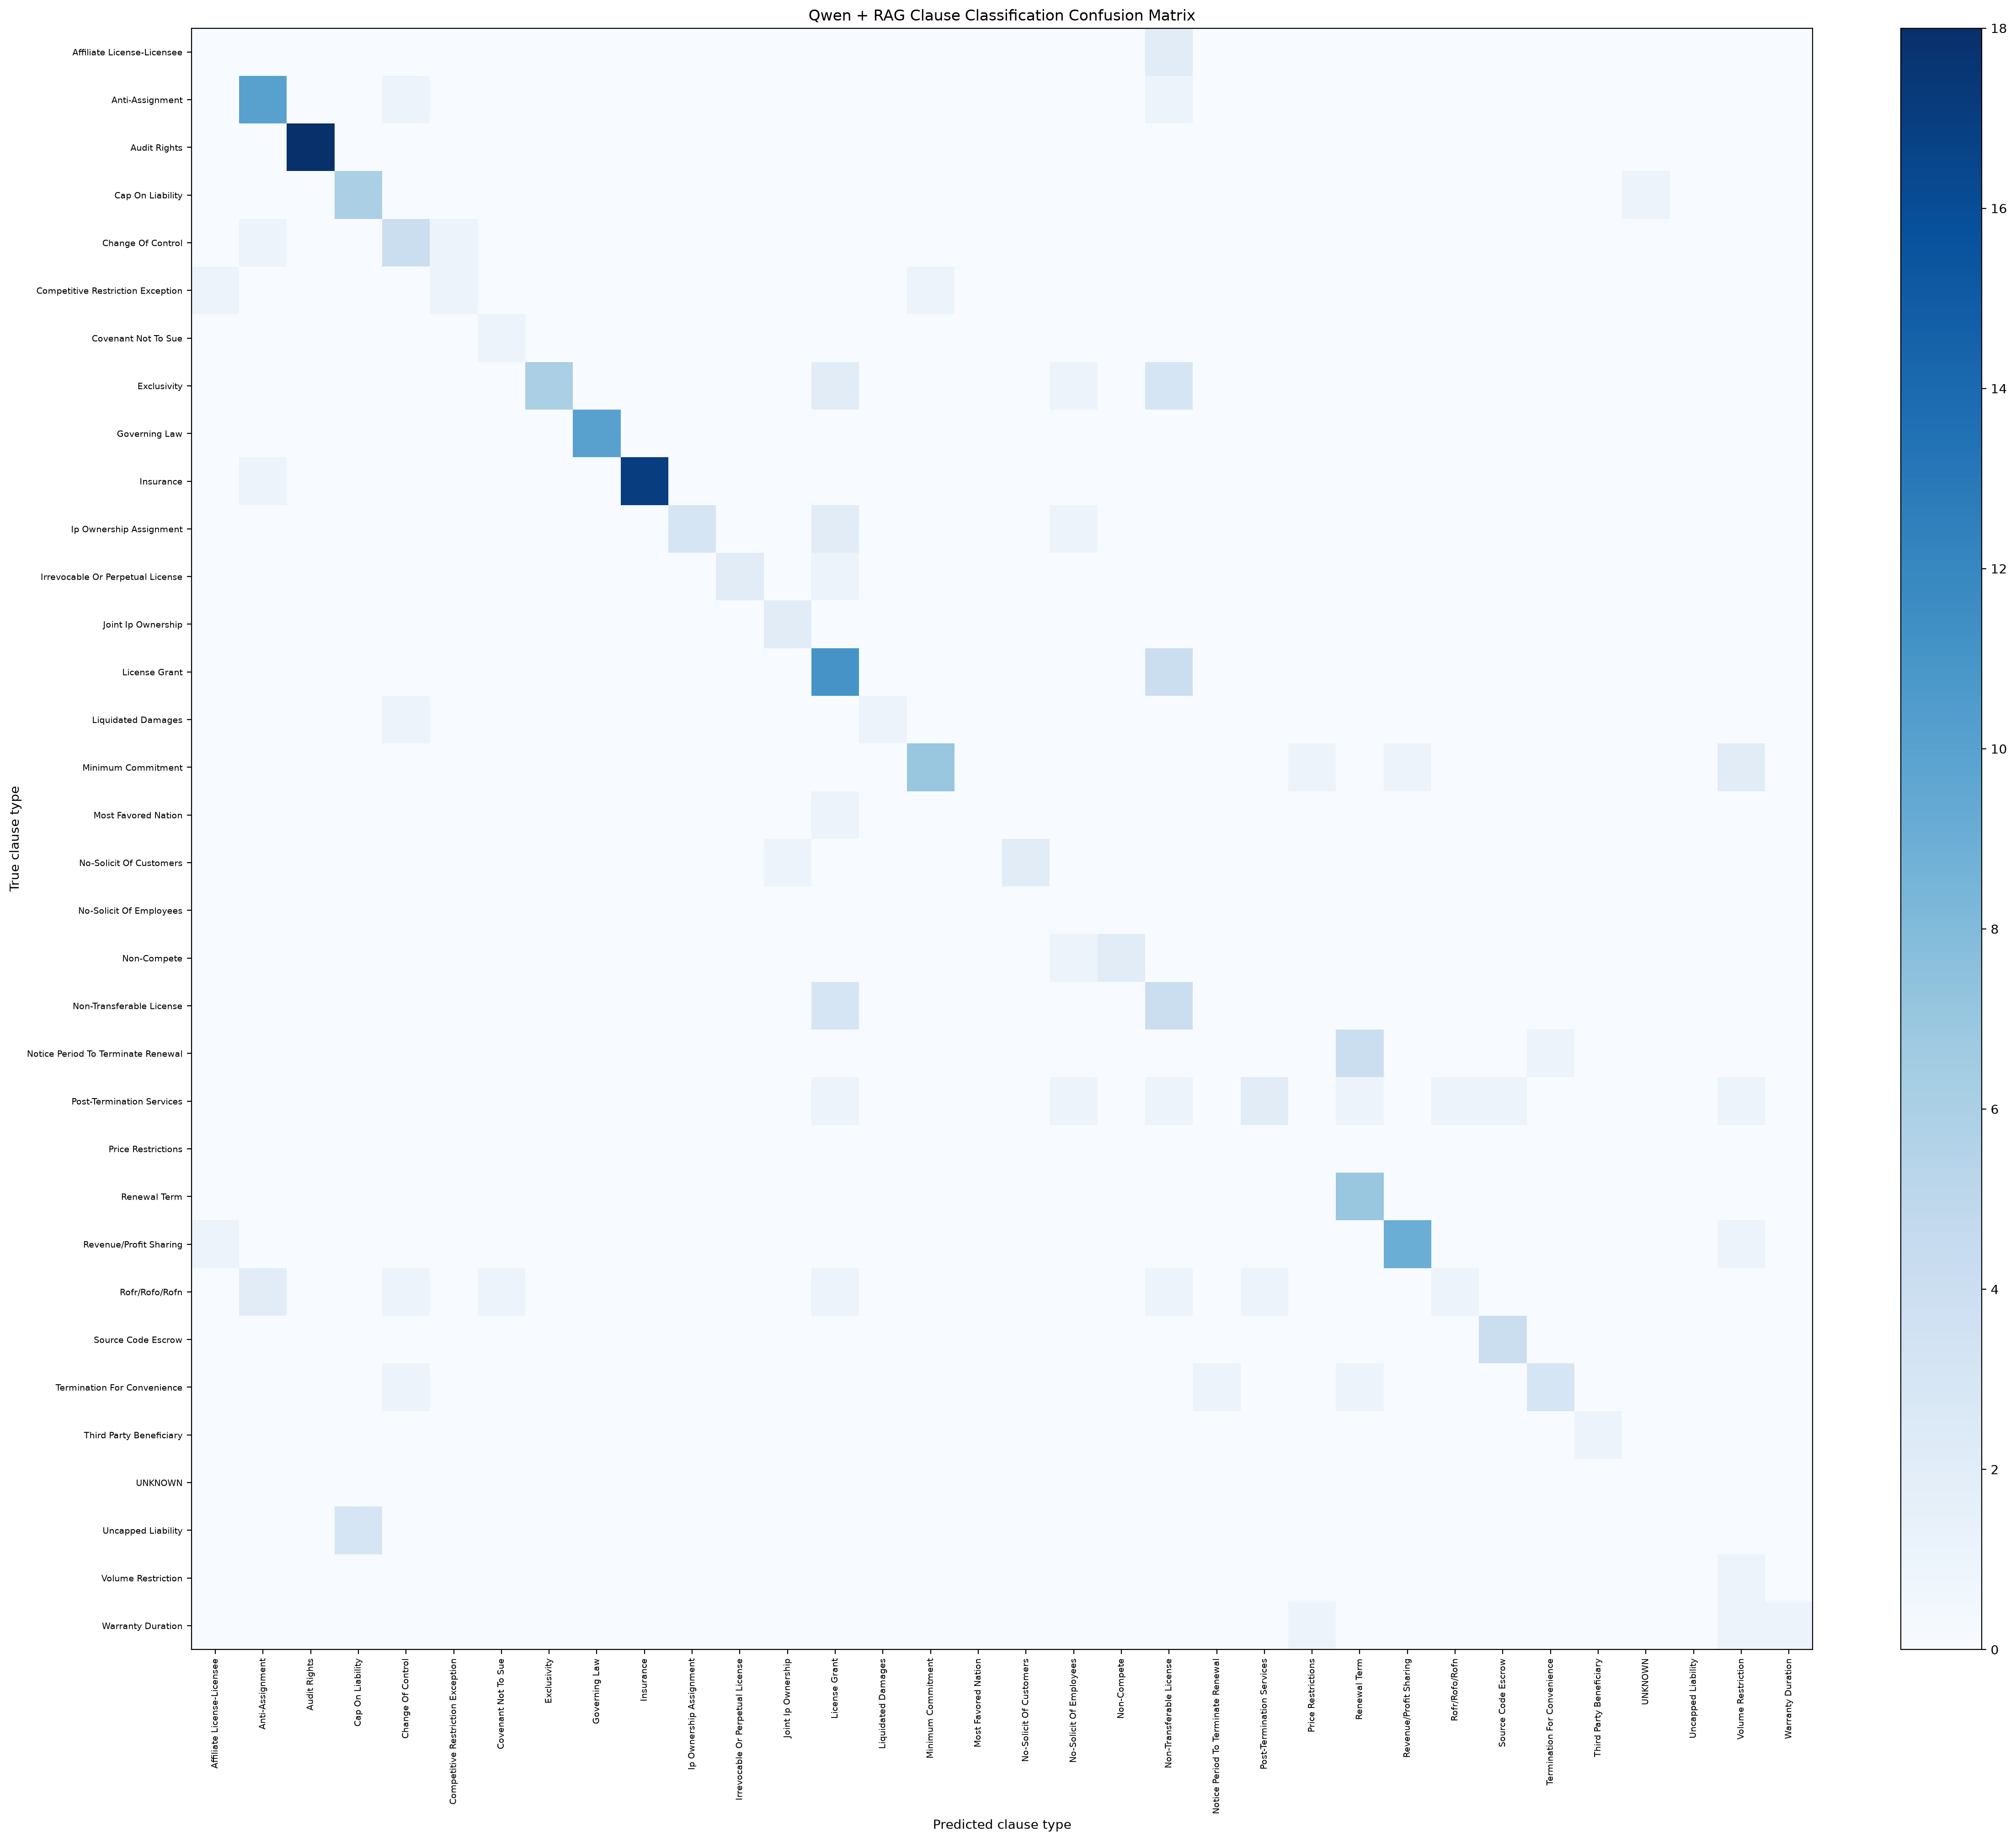 Qwen + RAG Clause Classification Confusion Matrix
True clause type
Affiliate License-Licensee
Anti-Assignment
Audit Rights
Cap On Liability
Change Of Control
Competitive Restriction Exception
Covenant Not To Sue
Exclusivity
Governing Law
Insurance
Ip Ownership Assignment
Irrevocable Or Perpetual License
Joint Ip Ownership
License Grant
Liquidated Damages
Minimum Commitment
Most Favored Nation
No-Solicit Of Customers
No-Solicit Of Employees
Non-Compete
Non-Transferable License
Notice Period To Terminate Renewal
Post-Termination Services
Price Restrictions
Renewal Term
Revenue/Profit Sharing
Rofr/Rofo/Rofn
Source Code Escrow
Termination For Convenience
Third Party Beneficiary
UNKNOWN
Uncapped Liability
Volume Restriction
Warranty Duration
Affiliate License-Licensee
Anti-Assignment
Audit Rights
Cap On Liability
Change Of Control
Competitive Restriction Exception
Covenant Not To Sue
Exclusivity
Governing Law
Insurance
Ip Ownership Assignment
Irrevocable Or Perpetual License
Joint Ip Ownership
License Grant
Liquidated Damages
Minimum Commitment
Most Favored Nation
No-Solicit Of Customers
No-Solicit Of Employees
Non-Compete
Non-Transferable License
Notice Period To Terminate Renewal
Post-Termination Services
Price Restrictions
Renewal Term
Revenue/Profit Sharing
Rofr/Rofo/Rofn
Source Code Escrow
Termination For Convenience
Third Party Beneficiary
UNKNOWN
Uncapped Liability
Volume Restriction
Warranty Duration
Predicted clause type
18
16
14
12
10
8
6
4
2
0